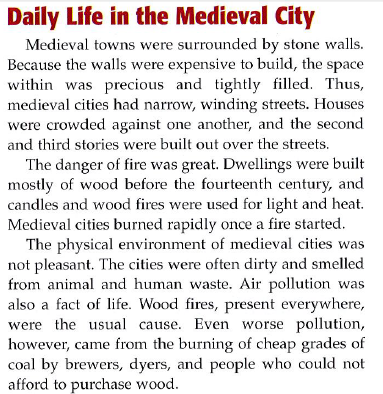 Daily Life in the Medieval City
Medieval towns were surrounded by stone walls.
Because the walls were expensive to build, the space
within was precious and tightly filled. Thus,
medieval cities had narrow, winding streets. Houses
were crowded against one another, and the second
and third stories were built out over the streets.
The danger of fire was great. Dwellings were built
mostly of wood before the fourteenth century, and
candles and wood fires were used for light and heat.
Medieval cities burned rapidly once a fire started.
The physical environment of medieval cities was
not pleasant. The cities were often dirty and smelled
from animal and human waste. Air pollution was
also a fact of life. Wood fires, present everywhere,
were the usual cause. Even worse pollution,
however, came from the burning of cheap grades of
coal by brewers, dyers, and people who could not
afford to purchase wood.